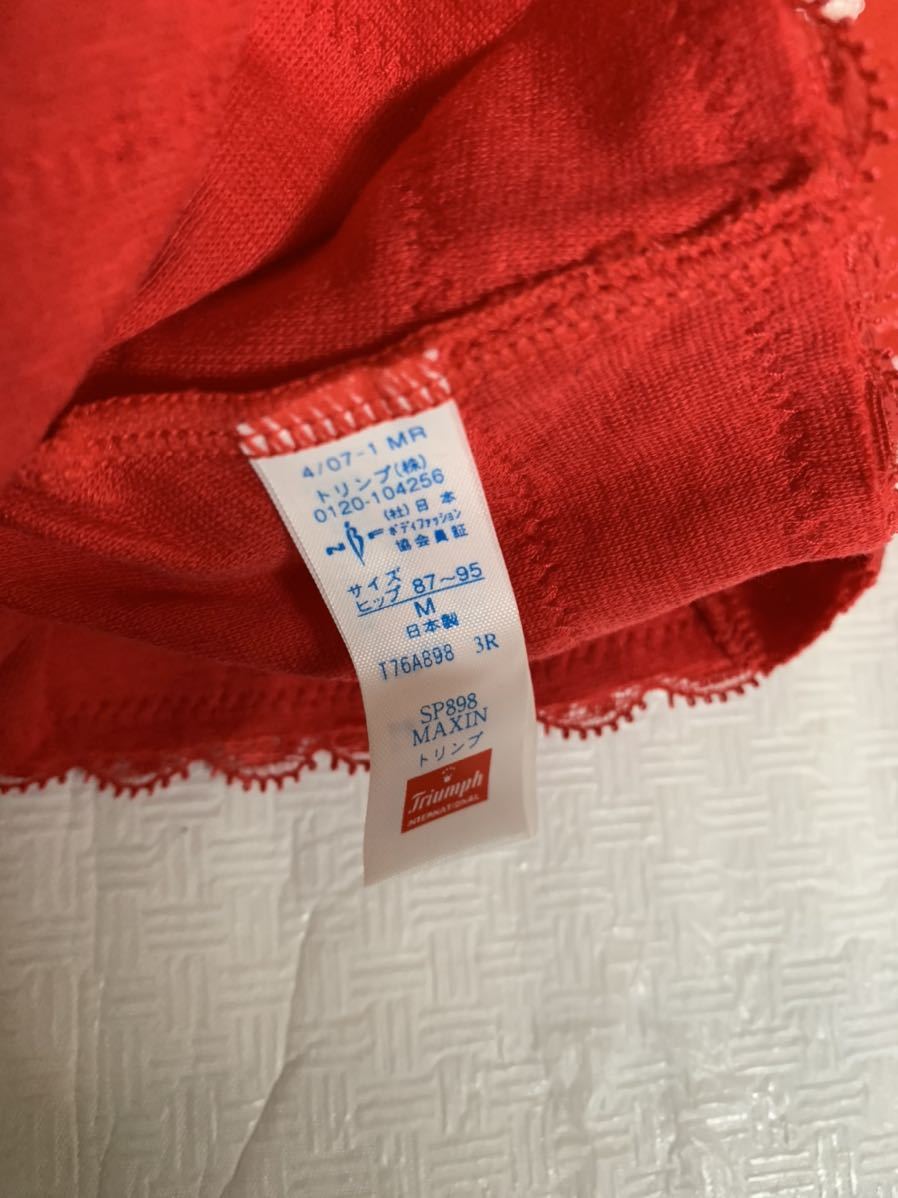 4/07-1 MR
トリンプ(株)
0120-104256
(社)日本
ボディファッション
協会員証
サイズ
ヒップ 87〜95
M
日本製
T76A898 3R
SP898
MAXIN
トリンプ
Triumph
INTERNATIONAL